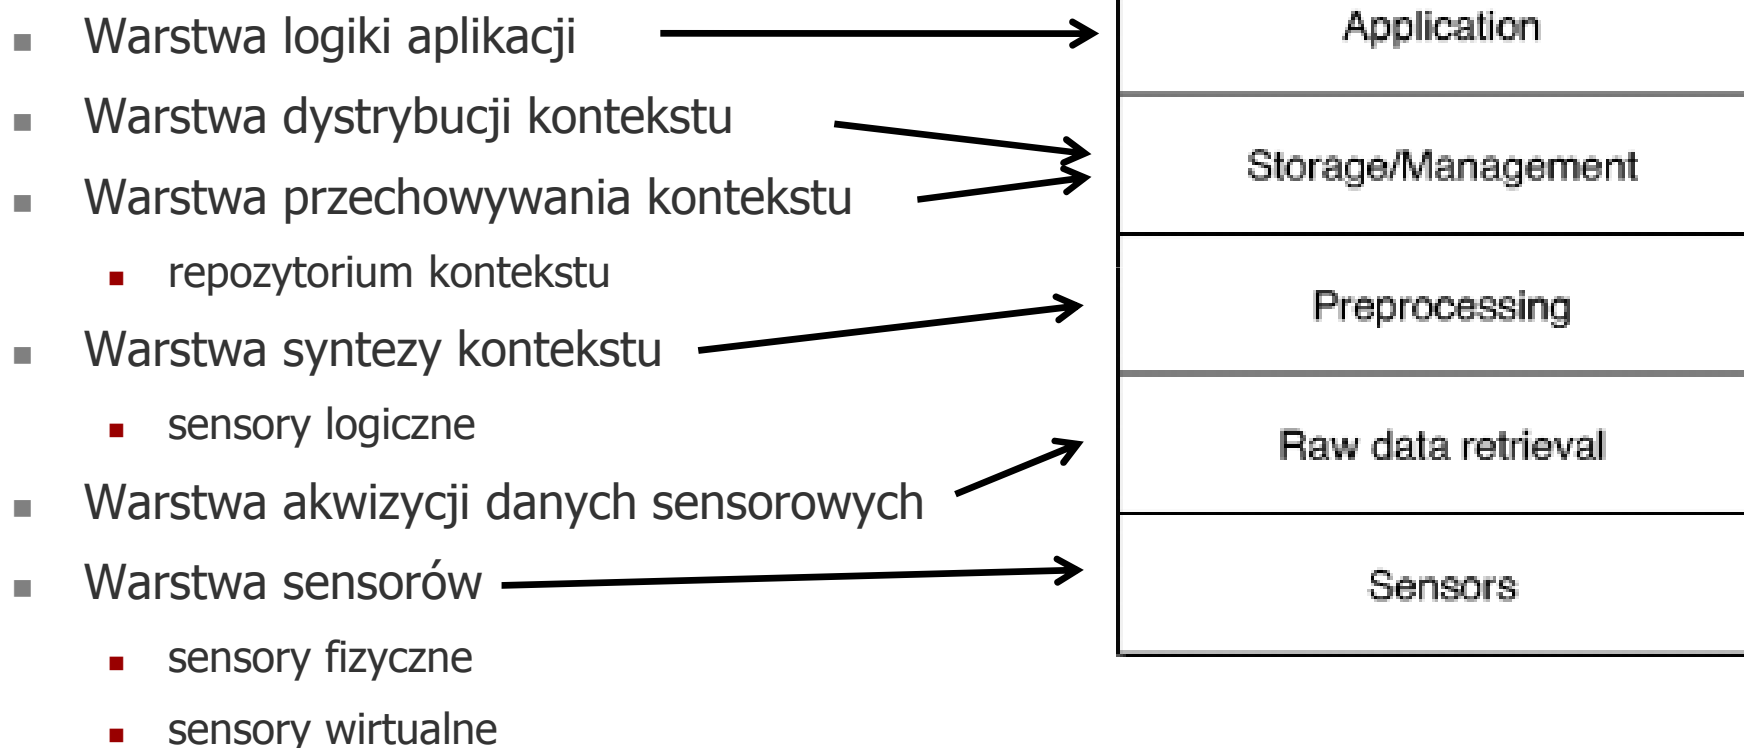 Warstwa logiki aplikacji
Warstwa dystrybucji kontekstu
Warstwa przechowywania kontekstu
repozytorium kontekstu
Warstwa syntezy kontekstu
sensory logiczne
Warstwa akwizycji danych sensorowych
Warstwa sensorów
sensory fizyczne
sensory wirtualne
Application
Storage/Management
Preprocessing
Raw data retrieval
Sensors